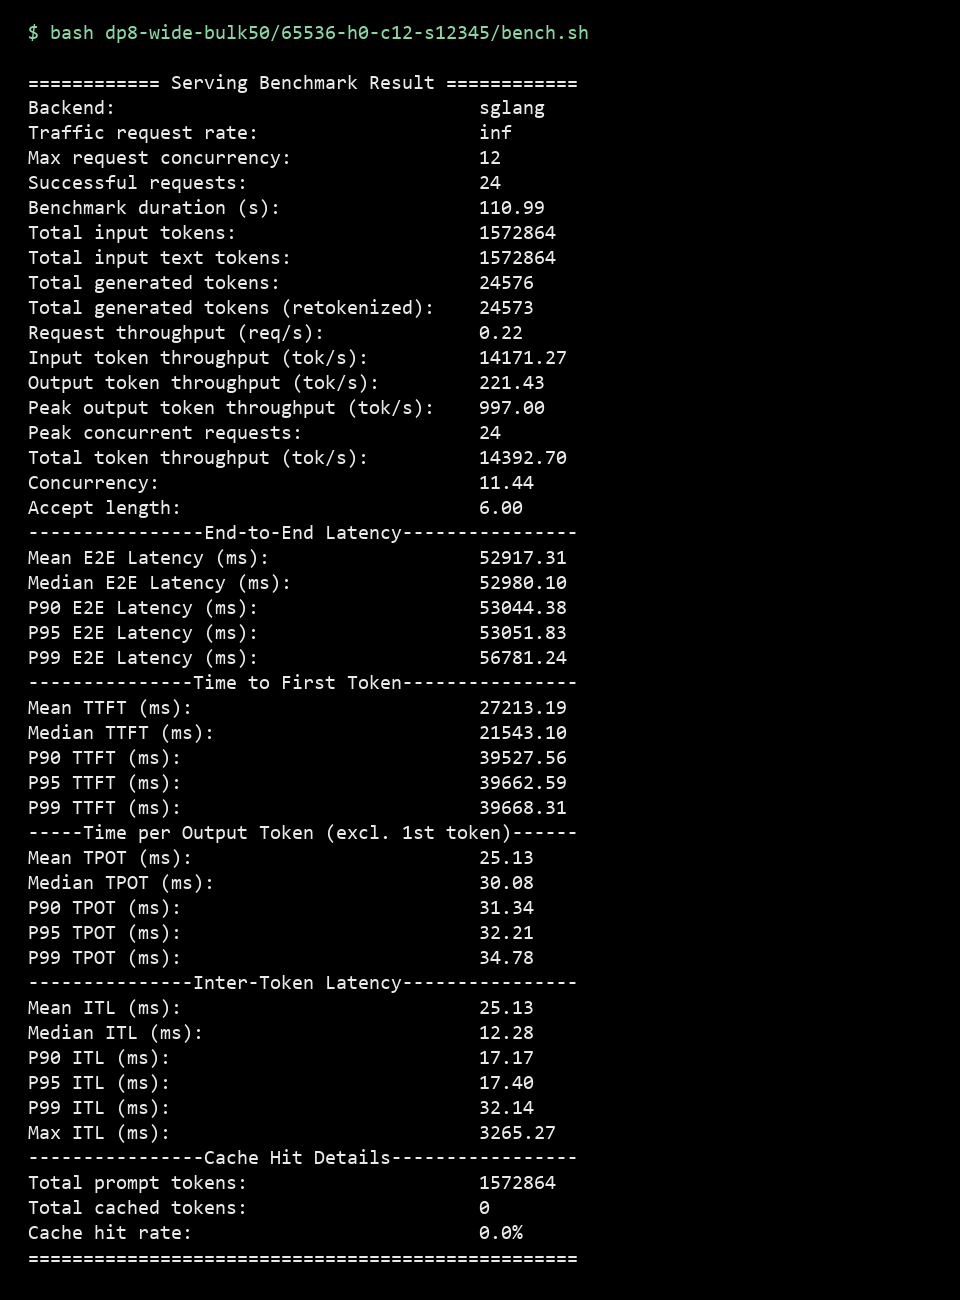 $ bash dp8-wide-bulk50/65536-h0-c12-s12345/bench.sh
============ Serving Benchmark Result ============
Backend: sglang
Traffic request rate: inf
Max request concurrency: 12
Successful requests: 24
Benchmark duration (s): 110.99
Total input tokens: 1572864
Total input text tokens: 1572864
Total generated tokens: 24576
Total generated tokens (retokenized): 24573
Request throughput (req/s): 0.22
Input token throughput (tok/s): 14171.27
Output token throughput (tok/s): 221.43
Peak output token throughput (tok/s): 997.00
Peak concurrent requests: 24
Total token throughput (tok/s): 14392.70
Concurrency: 11.44
Accept length: 6.00
----------------End-to-End Latency----------------
Mean E2E Latency (ms): 52917.31
Median E2E Latency (ms): 52980.10
P90 E2E Latency (ms): 53044.38
P95 E2E Latency (ms): 53051.83
P99 E2E Latency (ms): 56781.24
---------------Time to First Token----------------
Mean TTFT (ms): 27213.19
Median TTFT (ms): 21543.10
P90 TTFT (ms): 39527.56
P95 TTFT (ms): 39662.59
P99 TTFT (ms): 39668.31
-----Time per Output Token (excl. 1st token)------
Mean TPOT (ms): 25.13
Median TPOT (ms): 30.08
P90 TPOT (ms): 31.34
P95 TPOT (ms): 32.21
P99 TPOT (ms): 34.78
---------------Inter-Token Latency----------------
Mean ITL (ms): 25.13
Median ITL (ms): 12.28
P90 ITL (ms): 17.17
P95 ITL (ms): 17.40
P99 ITL (ms): 32.14
Max ITL (ms): 3265.27
----------------Cache Hit Details-----------------
Total prompt tokens: 1572864
Total cached tokens: 0
Cache hit rate: 0.0%
==================================================